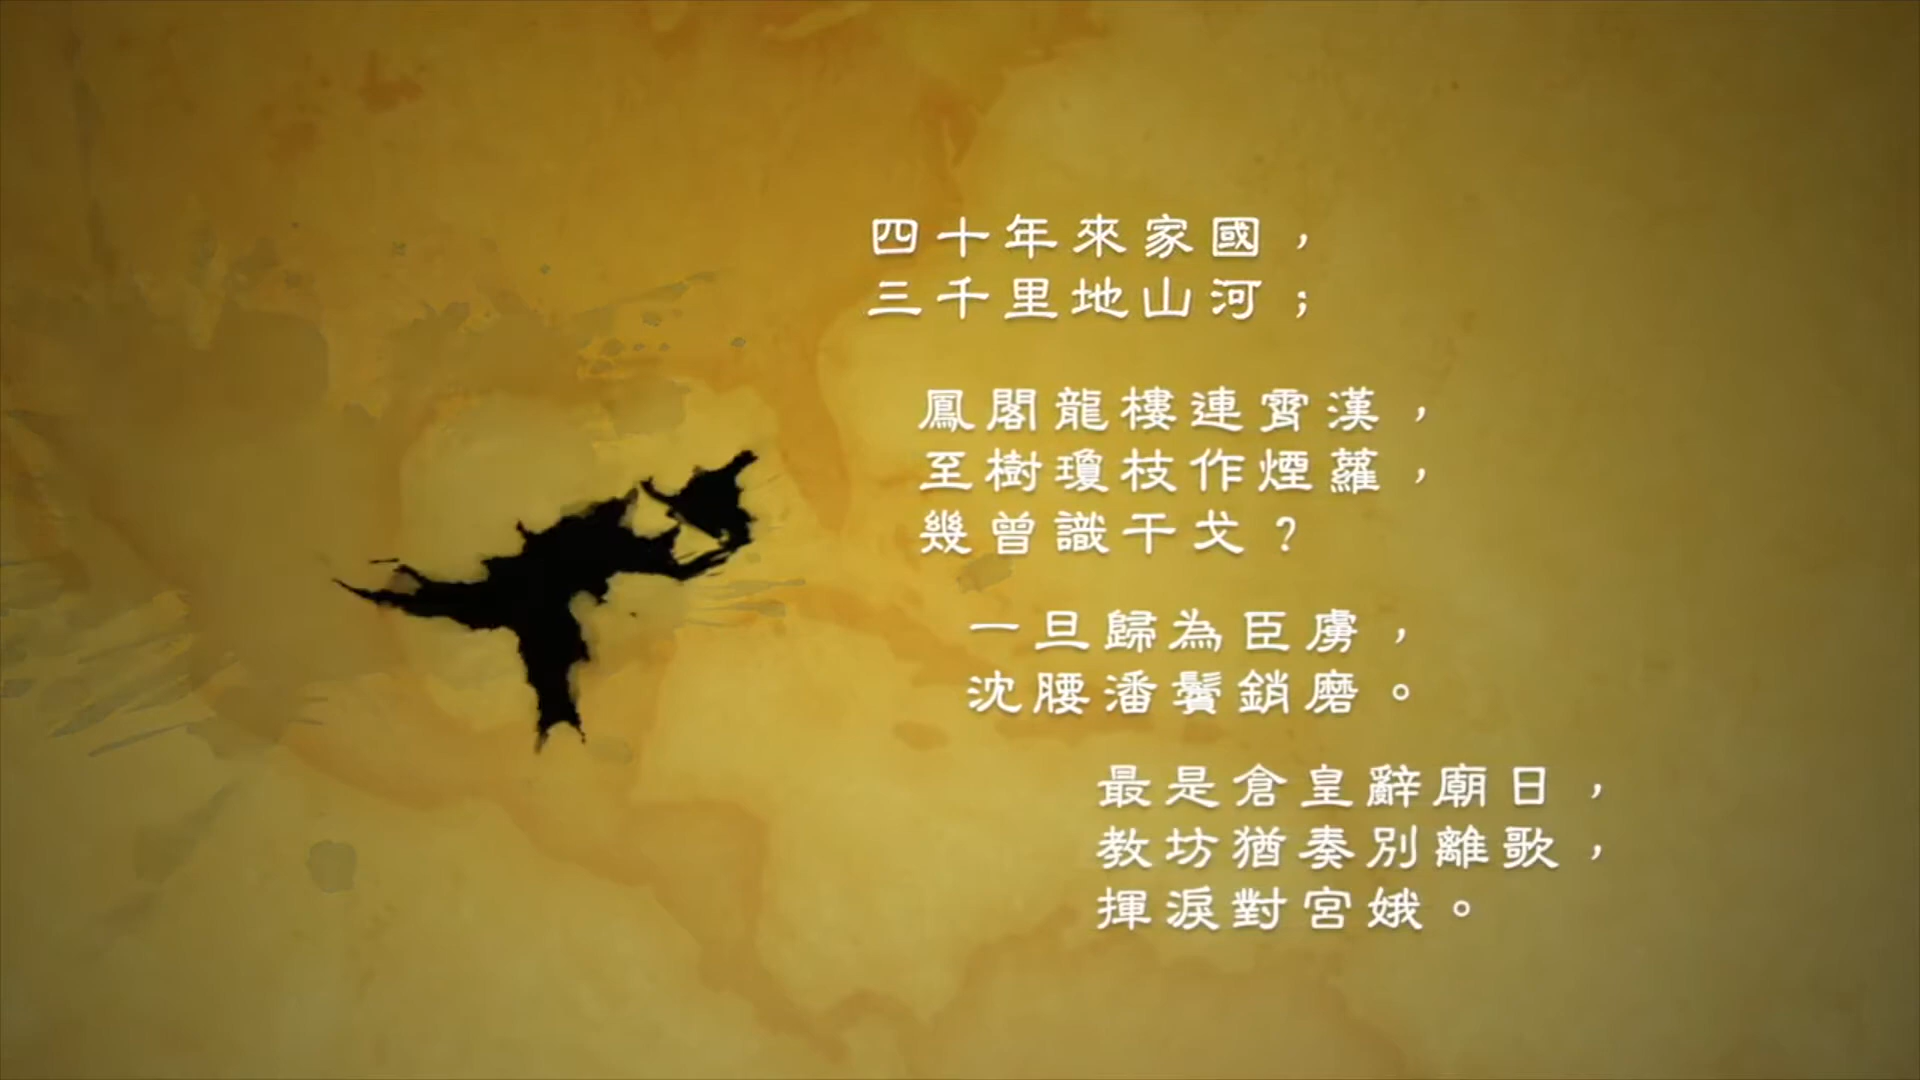 四十年來家國，
三千里地山河；
鳳閣龍樓連霄漢，
至樹瓊枝作煙蘿，
幾曾識干戈？
一旦歸為臣虜，
沈腰潘鬢銷磨。
最是倉皇辭廟日，
教坊猶奏別離歌，
揮淚對宮娥。